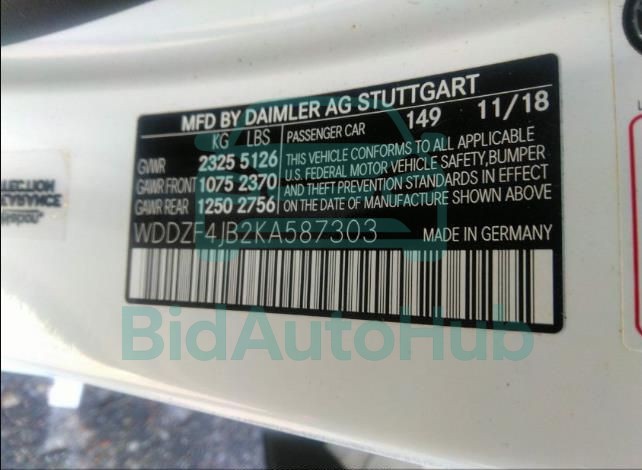 MFD BY DAIMLER AG STUTTGART
KG LBS PASSENGER CAR 149 11/18
GVWR 2325 5126
GAWR FRONT 1075 2370
GAWR REAR 1250 2756
THIS VEHICLE CONFORMS TO ALL APPLICABLE
U.S. FEDERAL MOTOR VEHICLE SAFETY, BUMPER
AND THEFT PREVENTION STANDARDS IN EFFECT
ON THE DATE OF MANUFACTURE SHOWN ABOVE
WDDZF4JB2KA587303 MADE IN GERMANY
BidAutoHub